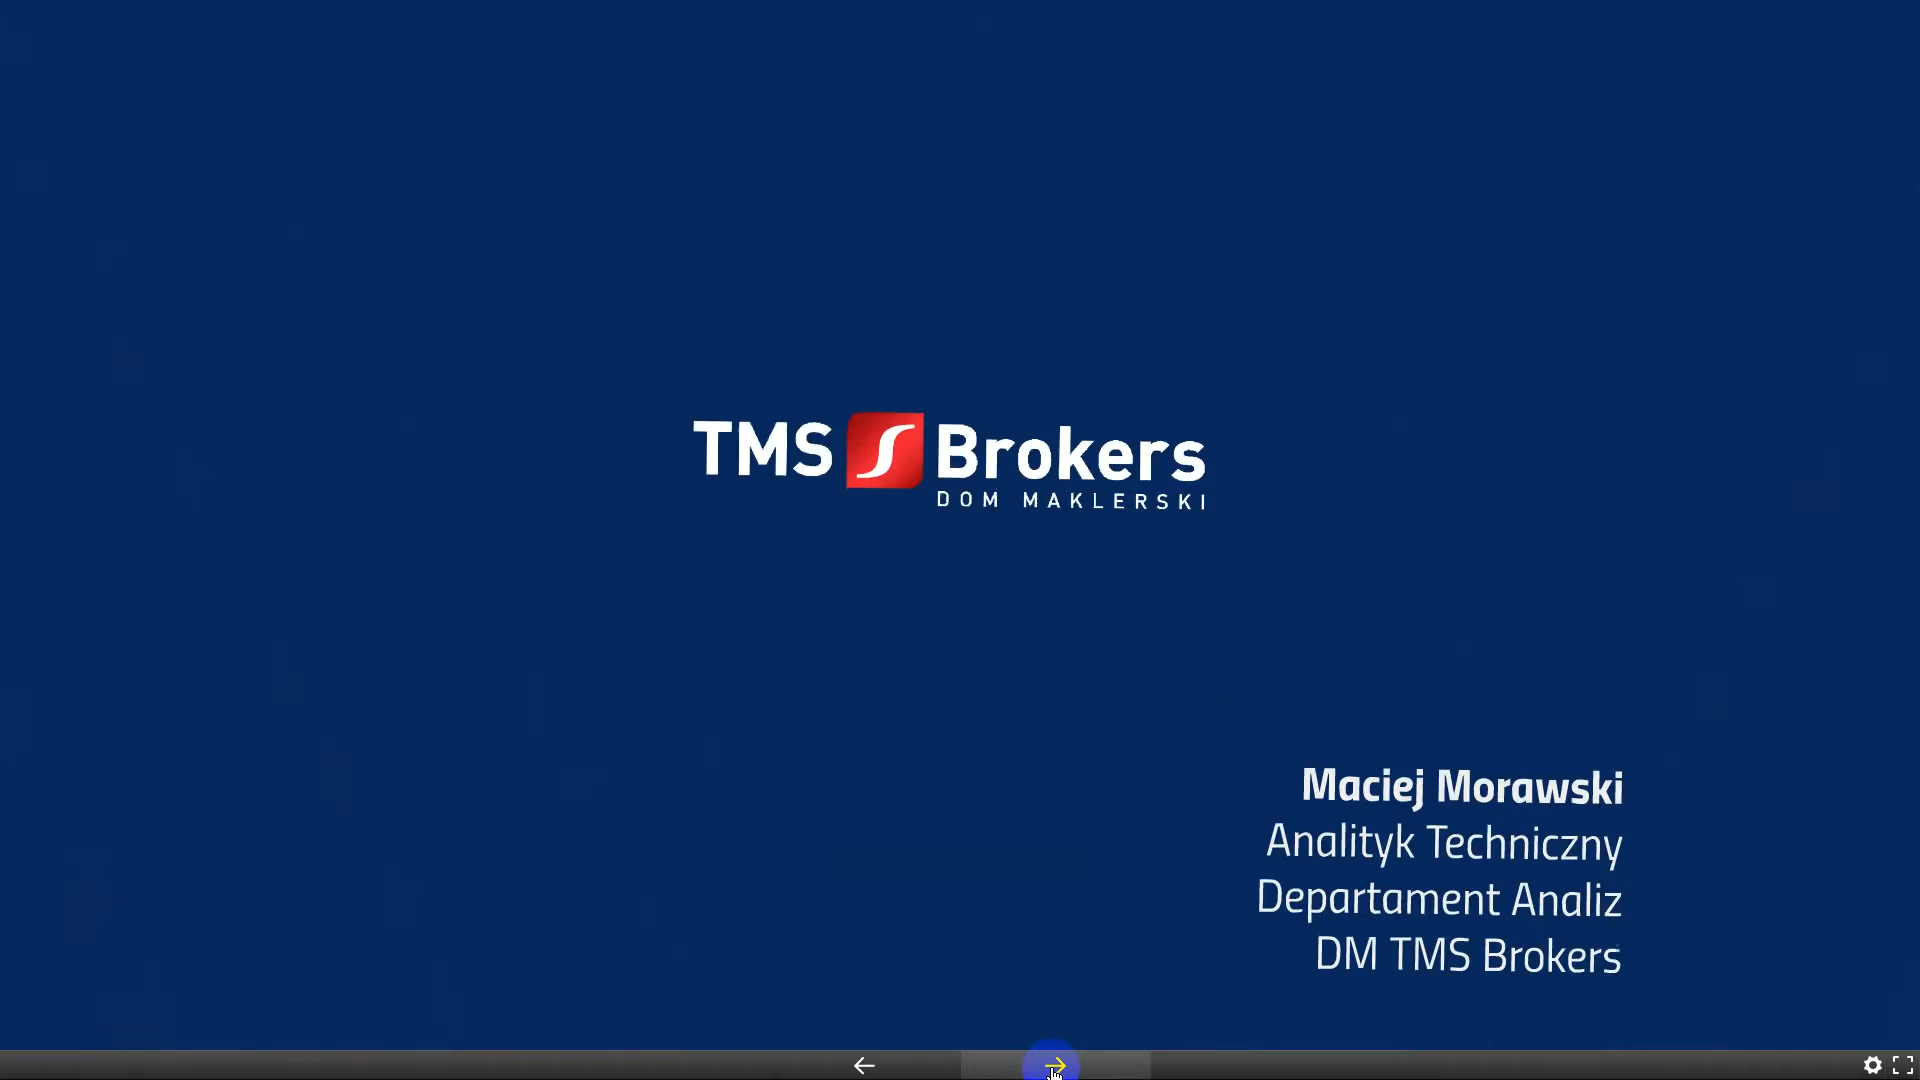 TMS Brokers
DOM MAKLERSKI
Maciej Morawski
Analityk Techniczny
Departament Analiz
DM TMS Brokers